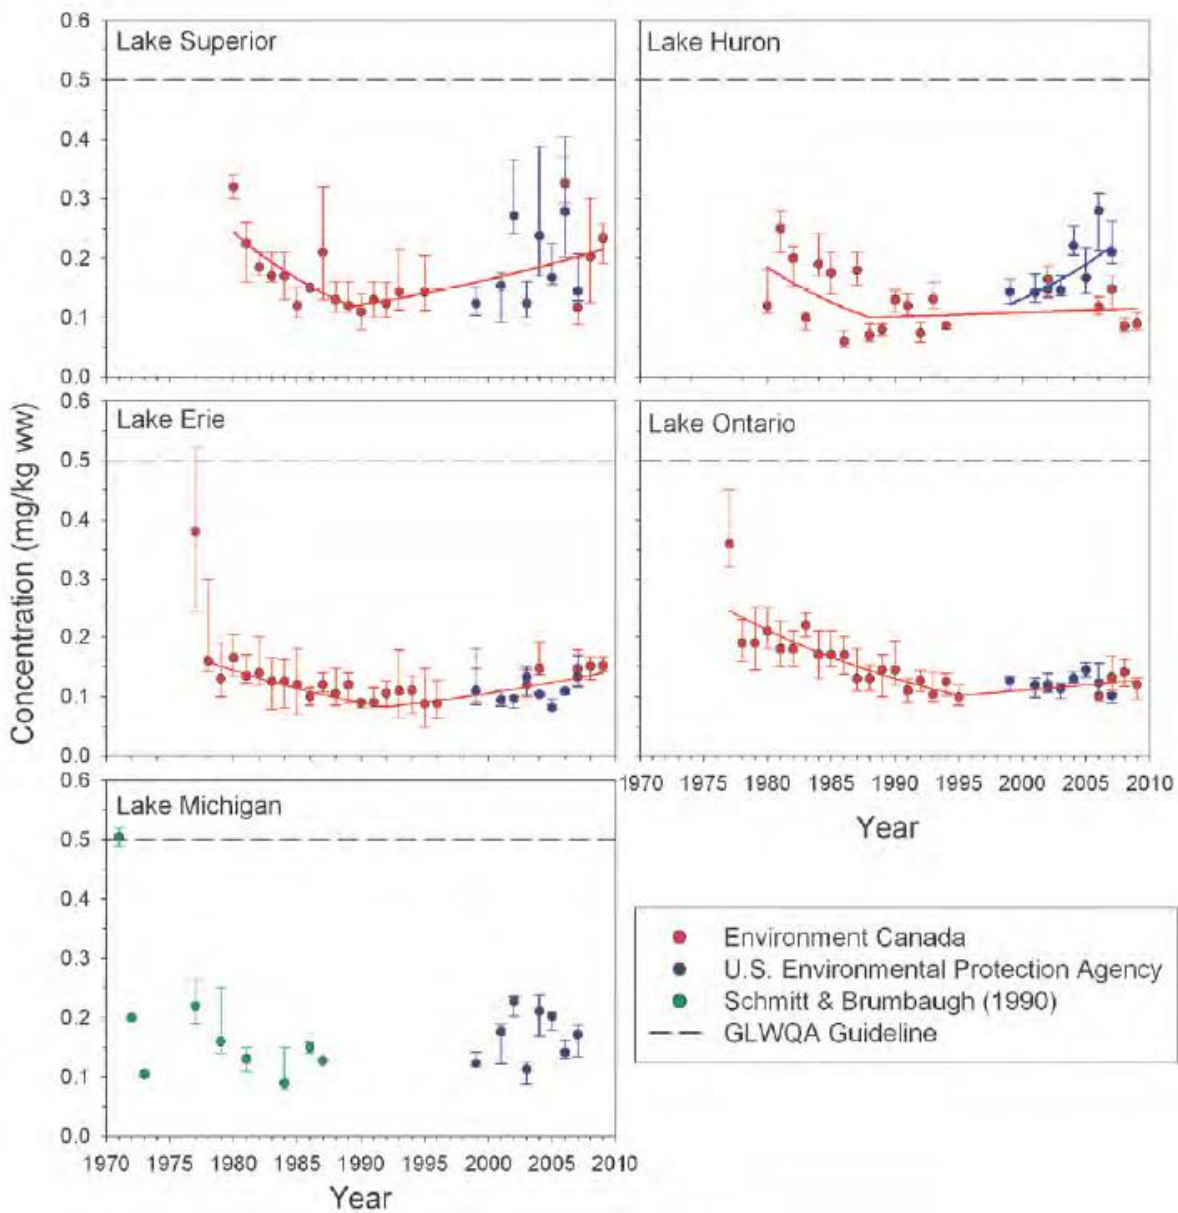 0.6
Lake Superior
Lake Huron
0.5
0.4
0.3
0.2
0.1
0.0
0.6
Lake Erie
Lake Ontario
0.5
0.4
0.3
0.2
0.1
0.0
Concentration (mg/kg ww)
0.6
Lake Michigan
0.5
0.4
0.3
0.2
0.1
0.0
1970 1975 1980 1985 1990 1995 2000 2005 2010
Year
1970 1975 1980 1985 1990 1995 2000 2005 2010
Year
Environment Canada
U.S. Environmental Protection Agency
Schmitt & Brumbaugh (1990)
GLWQA Guideline